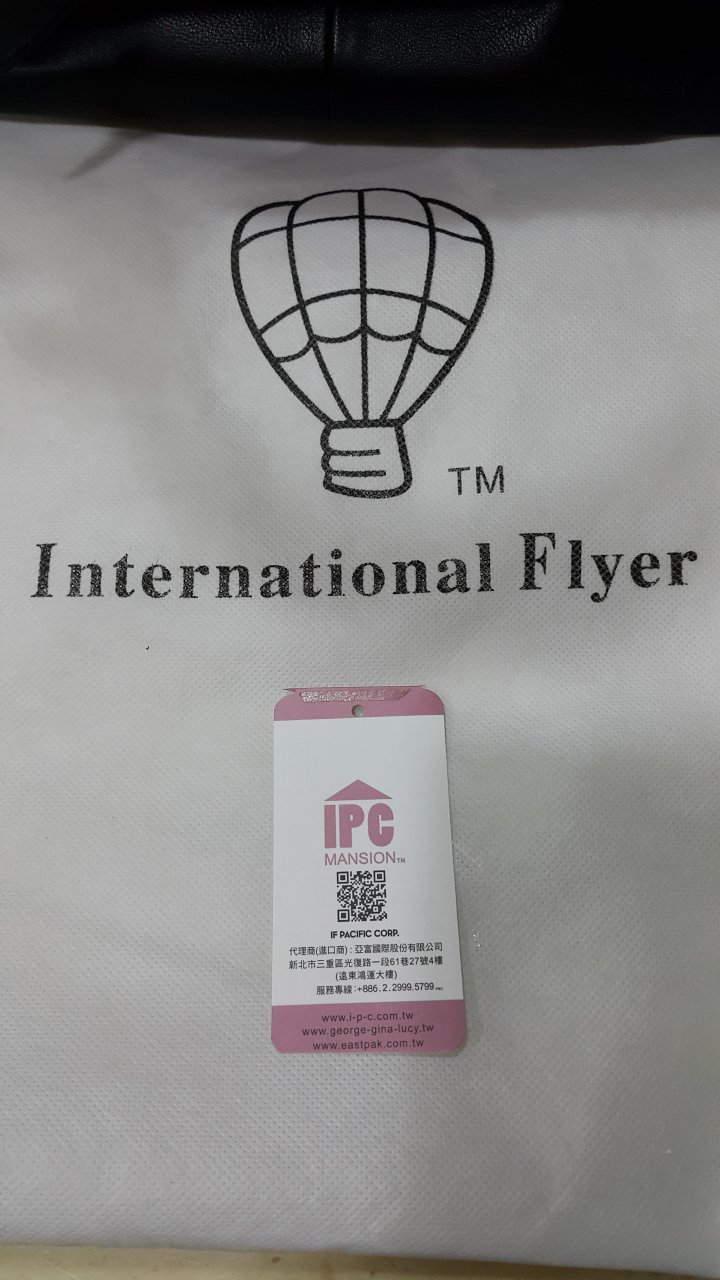 TM
International Flyer
IPC
MANSION™
IF PACIFIC CORP.
代理商(進口商) : 亞富國際股份有限公司
新北市三重區光復路一段61巷27號4樓
(遠東鴻運大樓)
服務專線:+886.2.2999.5799
www.i-p-c.com.tw
www.george-gina-lucy.tw
www.eastpak.com.tw